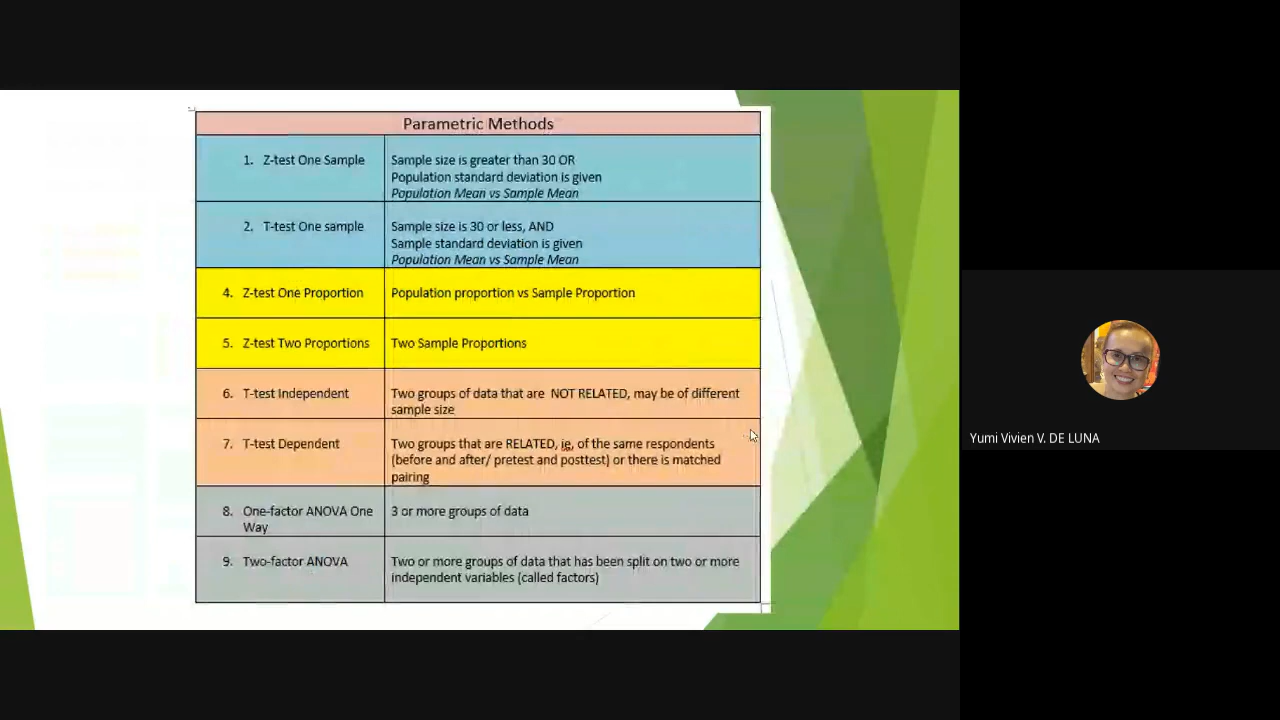 Parametric Methods
1. Z-test One Sample
Sample size is greater than 30 OR
Population standard deviation is given
Population Mean vs Sample Mean
2. T-test One sample
Sample size is 30 or less, AND
Sample standard deviation is given
Population Mean vs Sample Mean
4. Z-test One Proportion
Population proportion vs Sample Proportion
5. Z-test Two Proportions
Two Sample Proportions
6. T-test Independent
Two groups of data that are NOT RELATED, may be of different
sample size
7. T-test Dependent
Two groups that are RELATED, ie, of the same respondents
(before and after/ pretest and posttest) or there is matched
pairing
8. One-factor ANOVA One
Way
3 or more groups of data
9. Two-factor ANOVA
Two or more groups of data that has been split on two or more
independent variables (called factors)
Yumi Vivien V. DE LUNA